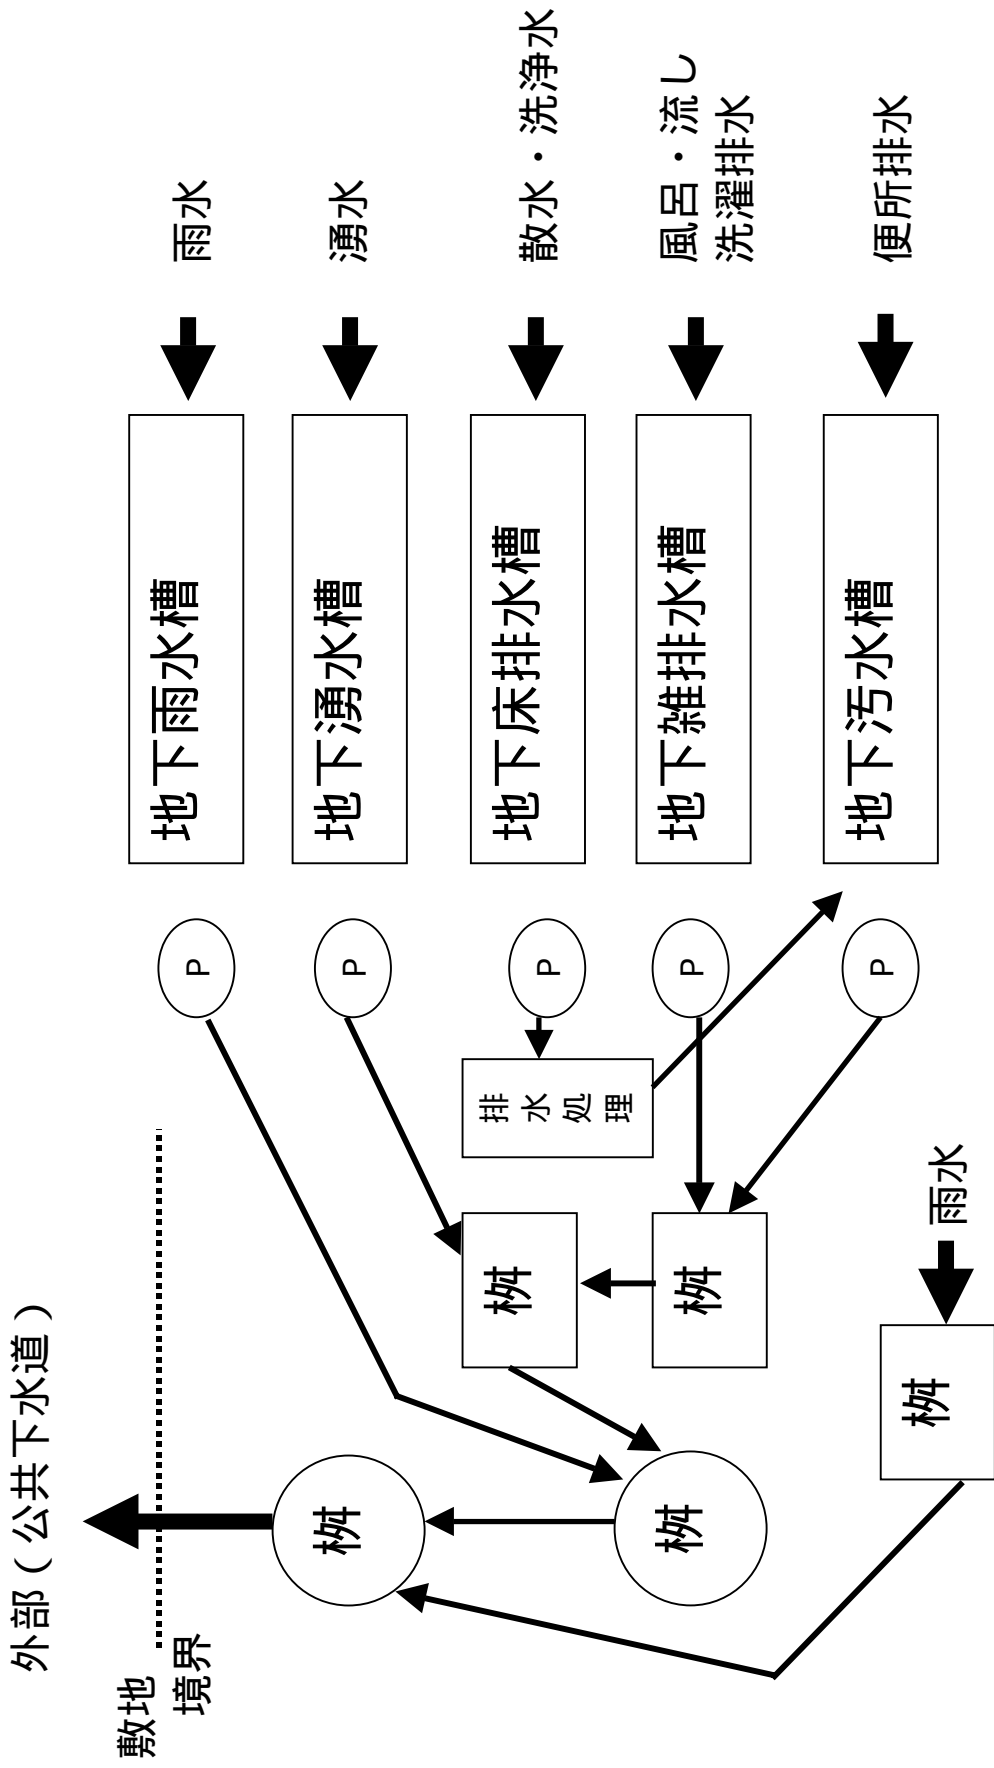 外部（公共下水道）
敷地
境界
雨水
湧水
散水・洗浄水
風呂・流し
洗濯排水
便所排水
地下雨水槽
地下湧水槽
地下床排水槽
地下雑排水槽
地下汚水槽
P
P
P
P
P
排
水
処
理
桝
桝
桝
桝
桝
雨水